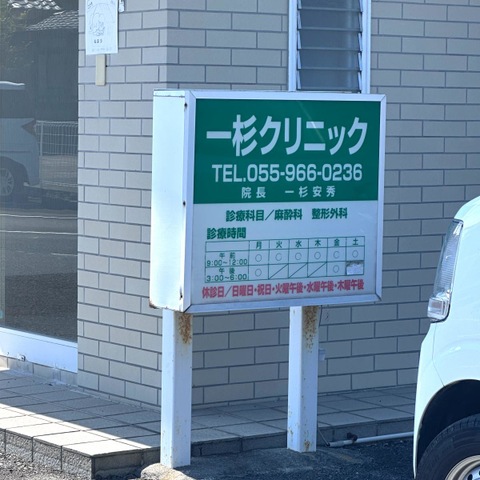 一杉クリニック
TEL.055-966-0236
院長 一杉安秀
診療科目／麻酔科 整形外科
診療時間
月 火 水 木 金 土
午前 9:00～12:00 ○ ○ ○ ○ ○ ○
午後 3:00～6:00 ○ ／ ／ ／ ○
休診日／日曜日・祝日・火曜午後・水曜午後・木曜午後